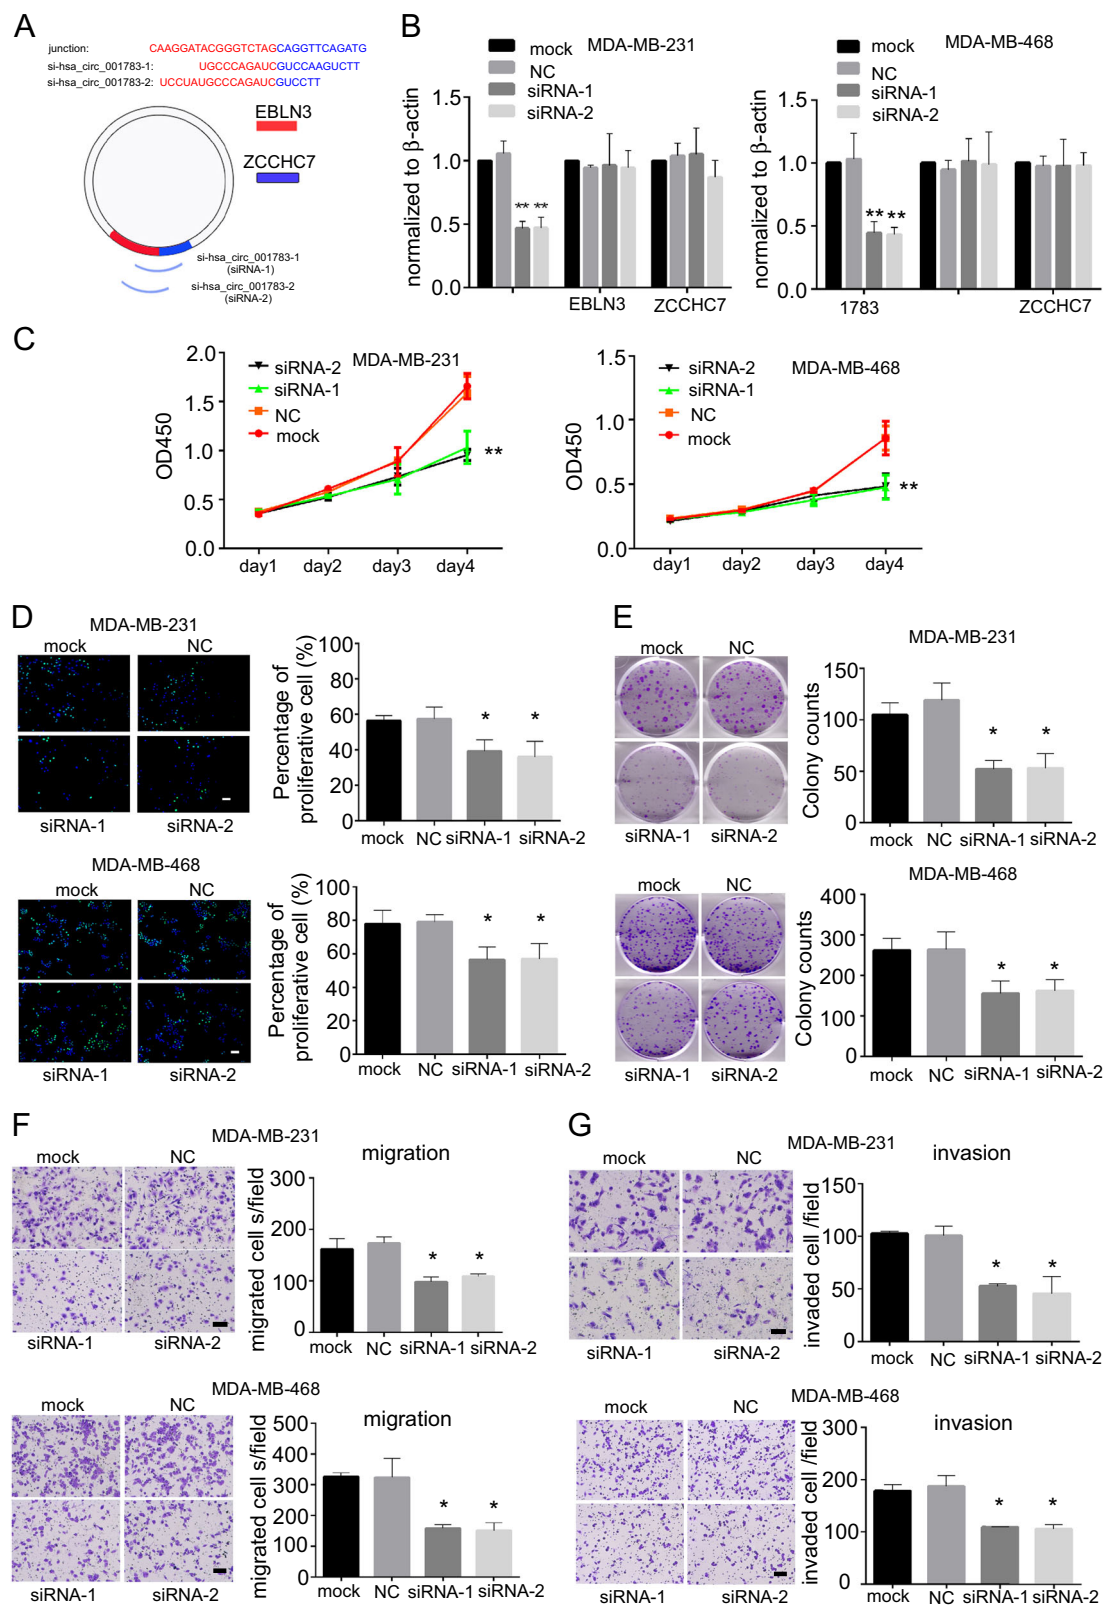 A
junction: CAAGGATACGGGTCTAGCAGGTTCAGATG
si-hsa_circ_001783-1: UGCCCAGAUCGUCCAAGUCUTT
si-hsa_circ_001783-2: UCCUAUGCCCAGAUCGUCCTT
EBLN3
ZCCHC7
si-hsa_circ_001783-1
(siRNA-1)
si-hsa_circ_001783-2
(siRNA-2)
B
mock
NC
siRNA-1
siRNA-2
MDA-MB-231
normalized to β-actin
1.5
1.0
0.5
0.0
** **
EBLN3 ZCCHC7
mock
NC
siRNA-1
siRNA-2
MDA-MB-468
normalized to β-actin
1.5
1.0
0.5
0.0
** **
1783 ZCCHC7
C
MDA-MB-231
siRNA-2
siRNA-1
NC
mock
OD450
2.0
1.5
1.0
0.5
0.0
**
day1 day2 day3 day4
MDA-MB-468
siRNA-2
siRNA-1
NC
mock
OD450
1.5
1.0
0.5
0.0
**
day1 day2 day3 day4
D
MDA-MB-231
mock NC
siRNA-1 siRNA-2
Percentage of
proliferative cell (%)
100
80
60
40
20
0
* *
mock NC siRNA-1 siRNA-2
MDA-MB-468
mock NC
siRNA-1 siRNA-2
Percentage of
proliferative cell (%)
100
80
60
40
20
0
* *
mock NC siRNA-1 siRNA-2
E
MDA-MB-231
mock NC
siRNA-1 siRNA-2
Colony counts
150
100
50
0
* *
mock NC siRNA-1 siRNA-2
MDA-MB-468
mock NC
siRNA-1 siRNA-2
Colony counts
400
300
200
100
0
* *
mock NC siRNA-1 siRNA-2
F
MDA-MB-231
mock NC
siRNA-1 siRNA-2
migration
migrated cell s/field
300
200
100
0
* *
mock NC siRNA-1 siRNA-2
MDA-MB-468
mock NC
siRNA-1 siRNA-2
migration
migrated cell s/field
500
400
300
200
100
0
* *
mock NC siRNA-1 siRNA-2
G
MDA-MB-231
mock NC
siRNA-1 siRNA-2
invasion
invaded cell /field
150
100
50
0
* *
mock NC siRNA-1 siRNA-2
MDA-MB-468
mock NC
siRNA-1 siRNA-2
invasion
invaded cell /field
300
200
100
0
* *
mock NC siRNA-1 siRNA-2